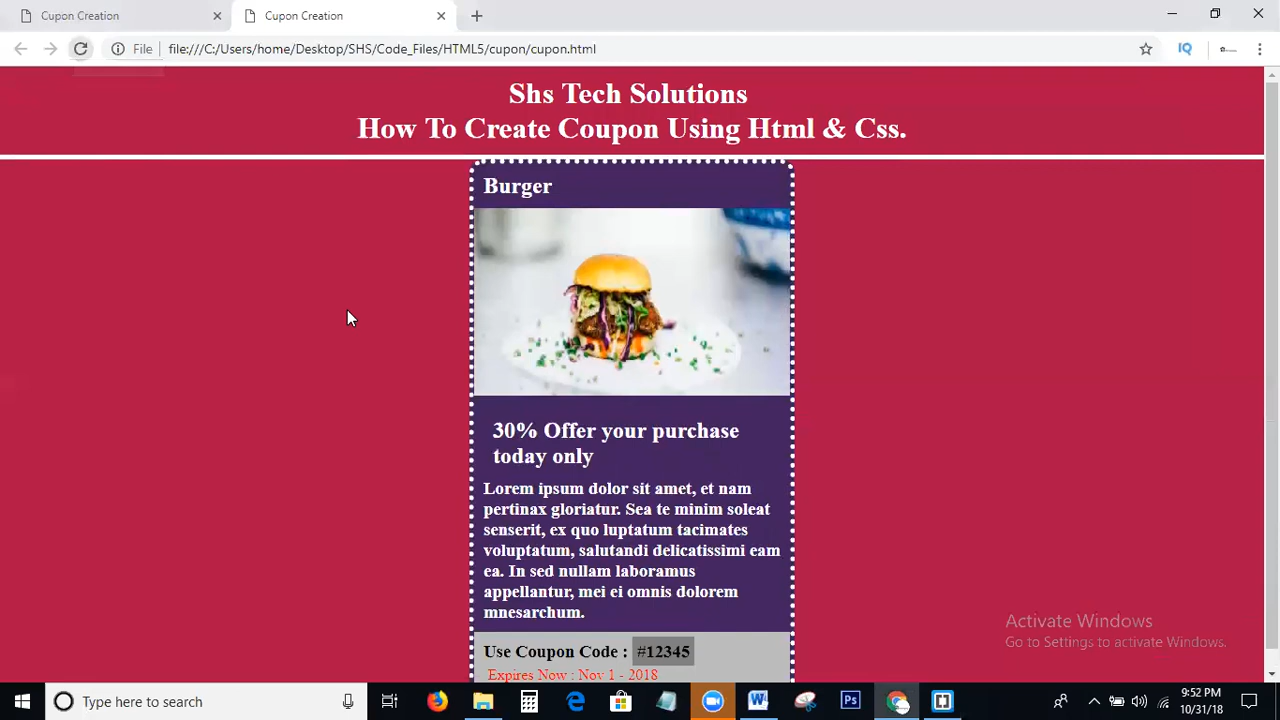 Cupon Creation
Cupon Creation
File
file:///C:/Users/home/Desktop/SHS/Code_Files/HTML5/cupon/cupon.html
IQ
Shs Tech Solutions
How To Create Coupon Using Html & Css.
Burger
30% Offer your purchase
today only
Lorem ipsum dolor sit amet, et nam
pertinax gloriatur. Sea te minim soleat
senserit, ex quo luptatum tacimates
voluptatum, salutandi delicatissimi eam
ea. In sed nullam laboramus
appellantur, mei ei omnis dolorem
mnesarchum.
Use Coupon Code : #12345
Expires Now : Nov 1 - 2018
Activate Windows
Go to Settings to activate Windows.
Type here to search
Ps
9:52 PM
10/31/18